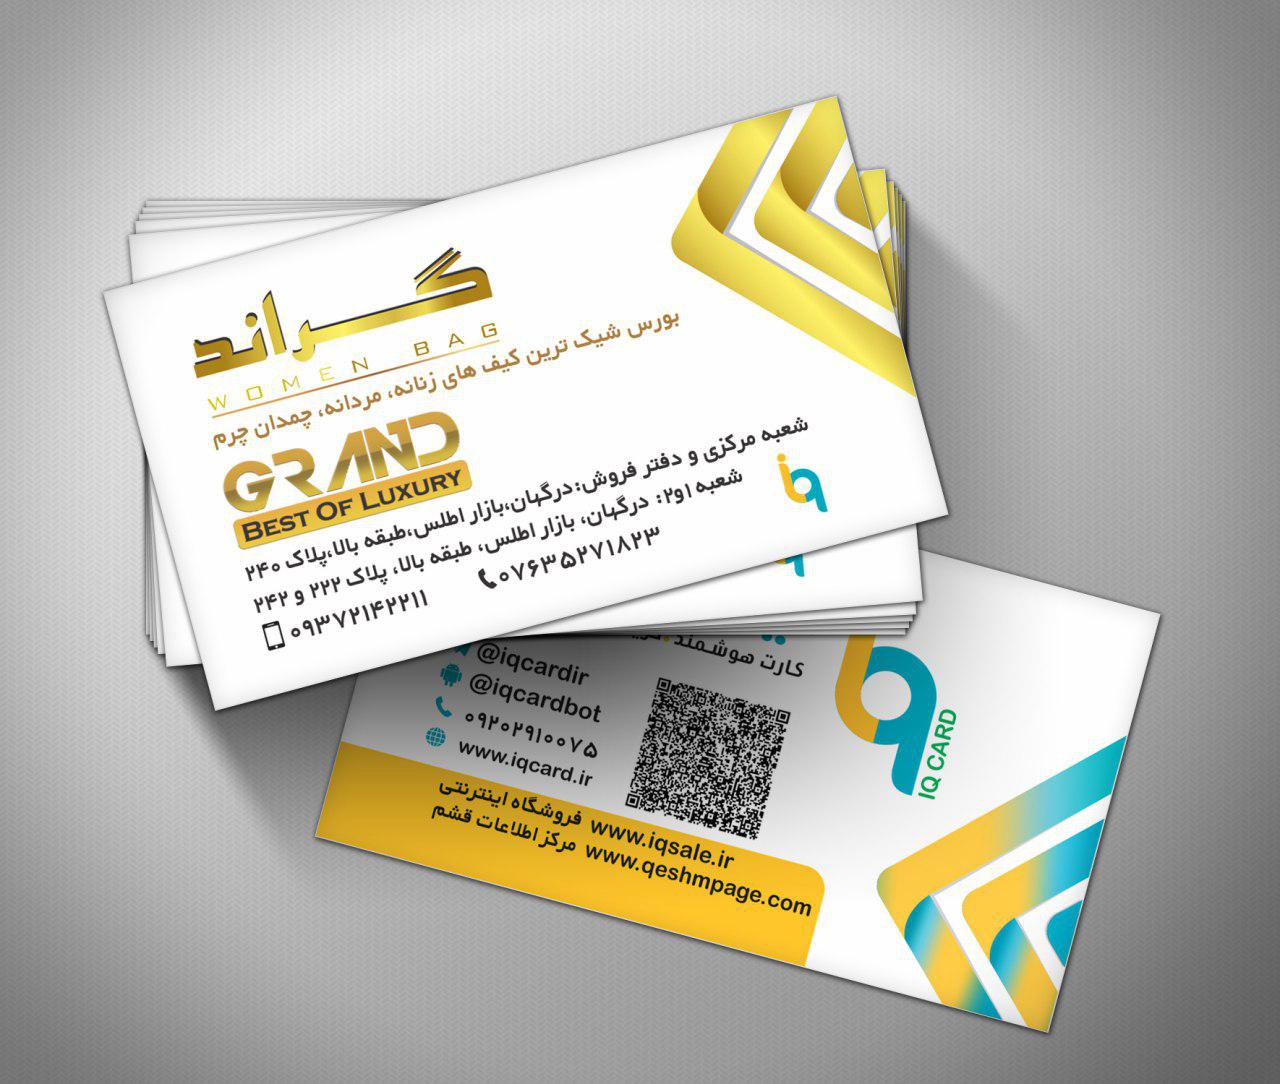 گراند
WOMEN BAG
بورس شیک ترین کیف های زنانه، مردانه، چمدان چرم
GRAND
BEST OF LUXURY
شعبه مرکزی و دفتر فروش:درگهان،بازار اطلس،طبقه بالا،پلاک ۲۴۰
شعبه ۱و۲: درگهان، بازار اطلس، طبقه بالا، پلاک ۲۲۲ و ۲۴۲
۰۷۶۳۵۲۷۱۸۲۳
۰۹۳۷۲۱۴۲۲۱۱
iq
کارت هوشمند
@iqcardir
@iqcardbot
۰۹۲۰۲۹۱۰۰۷۵
www.iqcard.ir
iq
IQ CARD
فروشگاه اینترنتی www.iqsale.ir
مرکز اطلاعات قشم www.qeshmpage.com